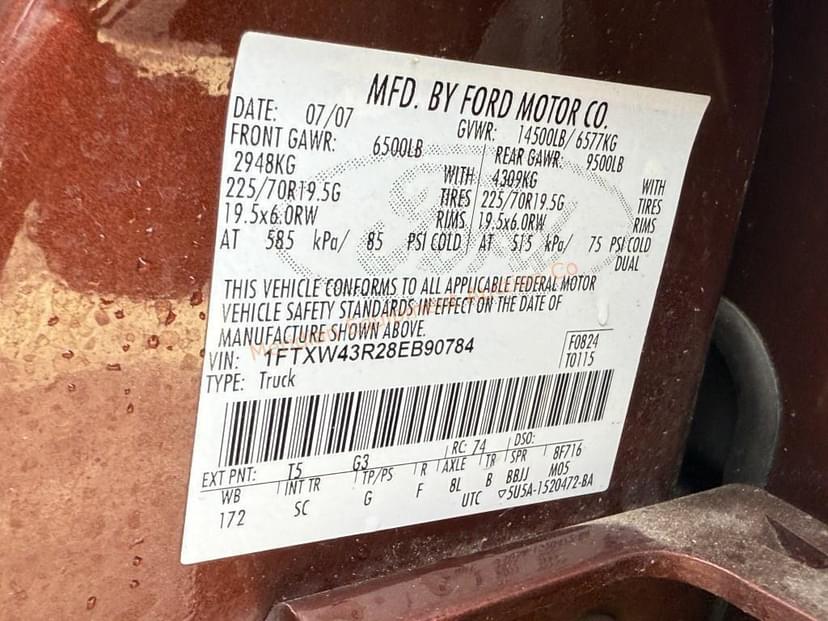 MFD. BY FORD MOTOR CO.
DATE: 07/07 GVWR: 14500LB/ 6577KG
FRONT GAWR: 6500LB REAR GAWR: 9500LB
2948KG WITH 4309KG WITH
225/70R19.5G TIRES 225/70R19.5G TIRES
19.5x6.0RW RIMS 19.5x6.0RW RIMS
AT 585 kPa/ 85 PSI COLD AT 515 kPa/ 75 PSI COLD
DUAL
THIS VEHICLE CONFORMS TO ALL APPLICABLE FEDERAL MOTOR
VEHICLE SAFETY STANDARDS IN EFFECT ON THE DATE OF
MANUFACTURE SHOWN ABOVE.
VIN: 1FTXW43R28EB90784 F0824
TYPE: Truck T0115
EXT PNT: T5 G3 RC: 74 DSO:
WB INT TR TP/PS R AXLE TR SPR 8F716
172 SC G F 8L B BBJJ M05
UTC ▽5U5A-1520472-BA